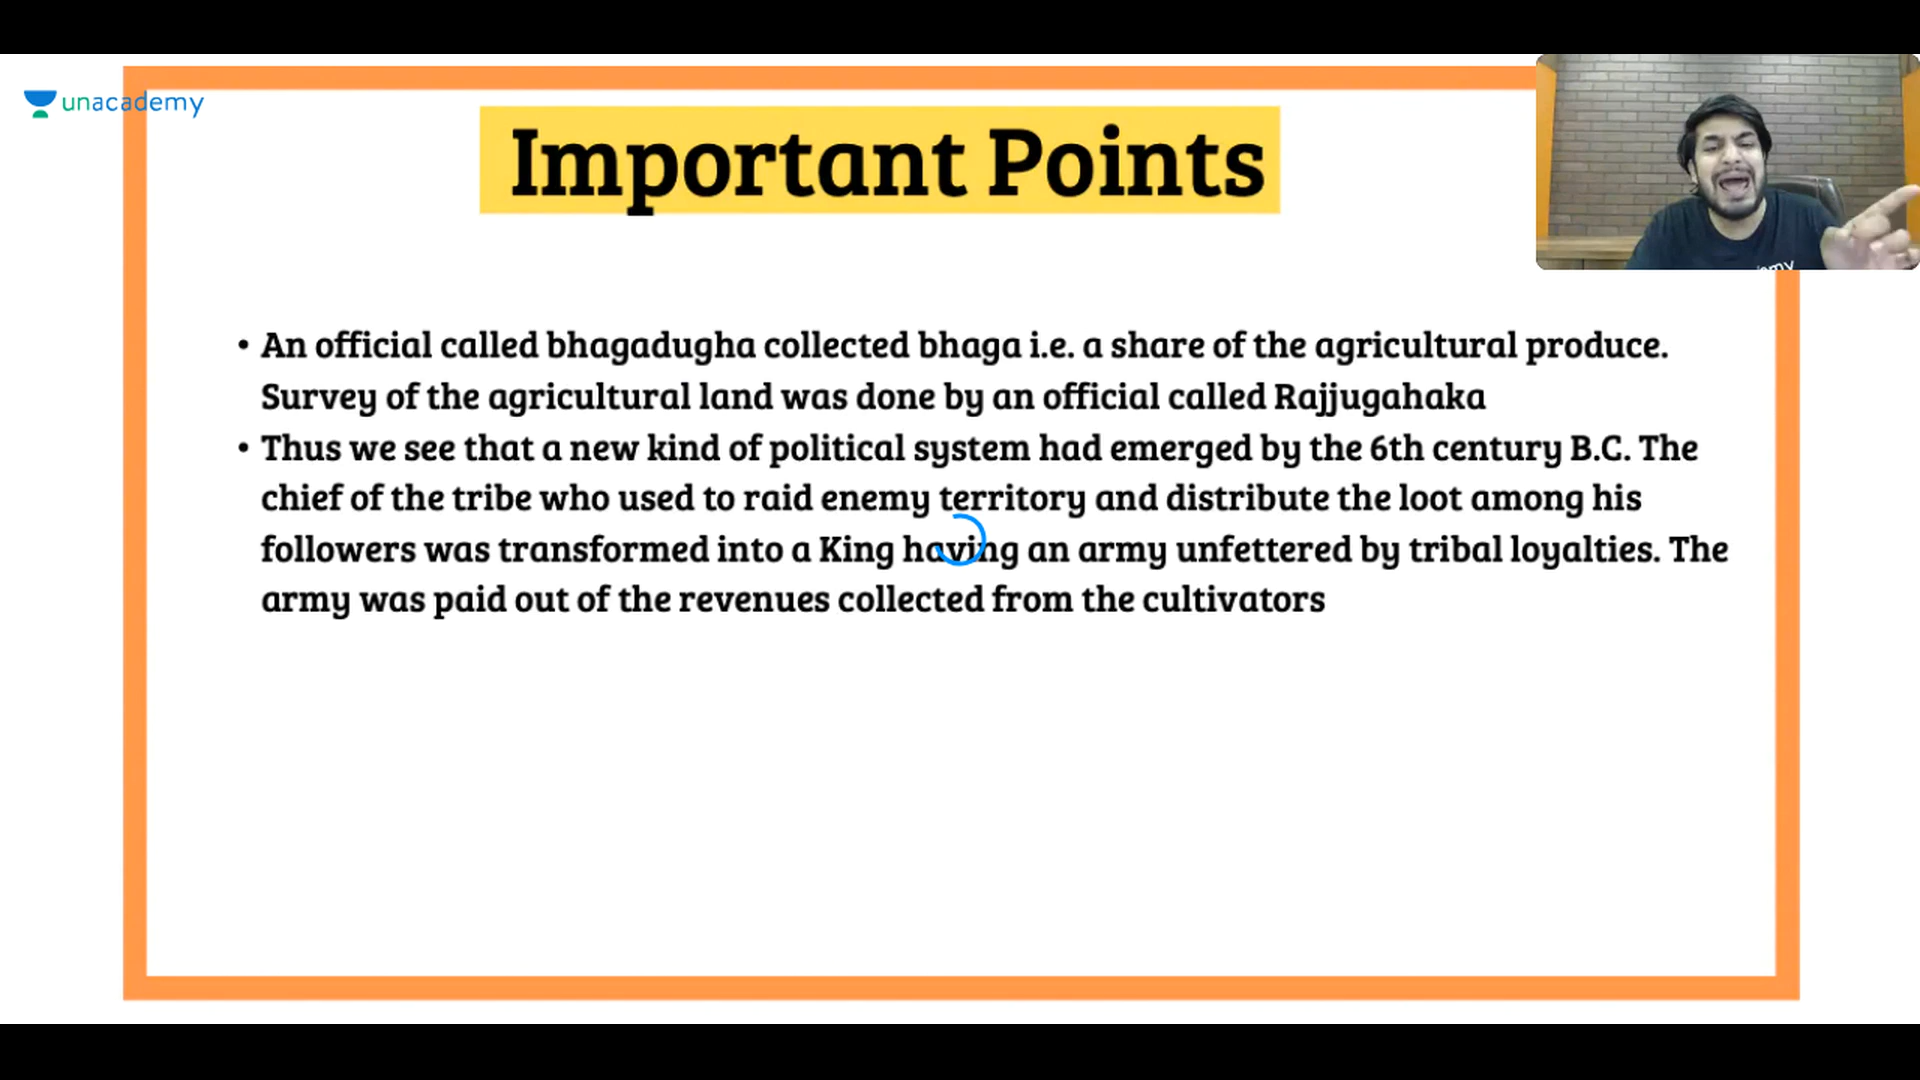 unacademy
Important Points
• An official called bhagadugha collected bhaga i.e. a share of the agricultural produce.
Survey of the agricultural land was done by an official called Rajjugahaka
• Thus we see that a new kind of political system had emerged by the 6th century B.C. The
chief of the tribe who used to raid enemy territory and distribute the loot among his
followers was transformed into a King having an army unfettered by tribal loyalties. The
army was paid out of the revenues collected from the cultivators